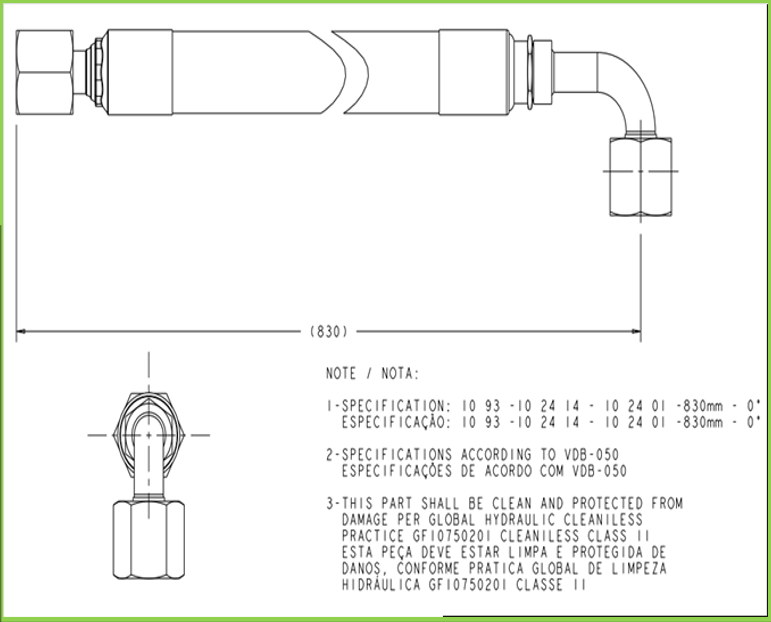 (830)
NOTE / NOTA:
1-SPECIFICATION: 10 93 -10 24 14 - 10 24 01 -830mm - 0°
ESPECIFICAÇÃO: 10 93 -10 24 14 - 10 24 01 -830mm - 0°
2-SPECIFICATIONS ACCORDING TO VDB-050
ESPECIFICAÇÕES DE ACORDO COM VDB-050
3-THIS PART SHALL BE CLEAN AND PROTECTED FROM
DAMAGE PER GLOBAL HYDRAULIC CLEANILESS
PRACTICE GF10750201 CLEANILESS CLASS II
ESTA PEÇA DEVE ESTAR LIMPA E PROTEGIDA DE
DANOS, CONFORME PRATICA GLOBAL DE LIMPEZA
HIDRÁULICA GF10750201 CLASSE II